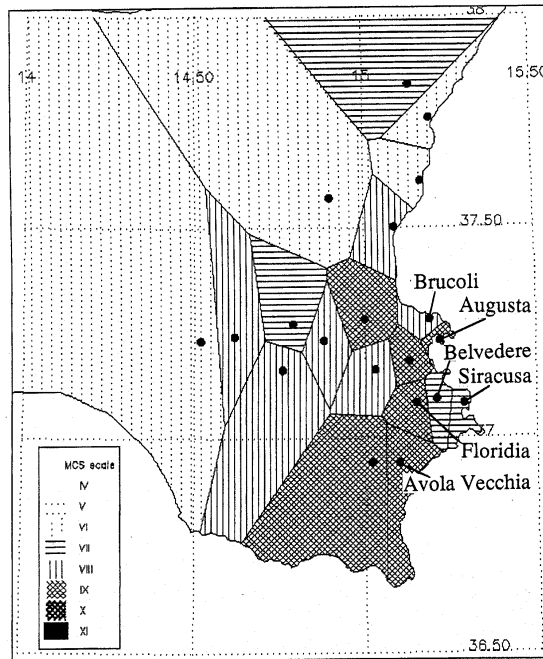 38
14
14.50
15
15.50
37.50
Brucoli
Augusta
Belvedere
Siracusa
37
Floridia
Avola Vecchia
MCS scale
IV
V
VI
VII
VIII
IX
X
XI
36.50